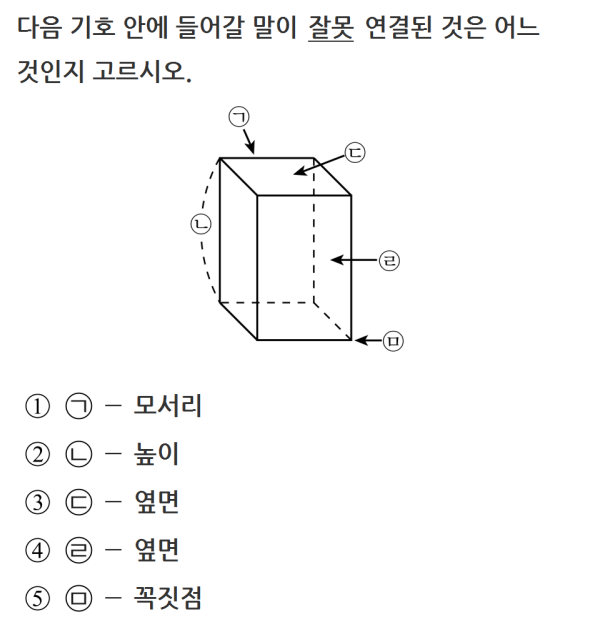 다음 기호 안에 들어갈 말이 잘못 연결된 것은 어느
것인지 고르시오.
㉠
㉢
㉡
㉣
㉤
① ㉠ – 모서리
② ㉡ – 높이
③ ㉢ – 옆면
④ ㉣ – 옆면
⑤ ㉤ – 꼭짓점